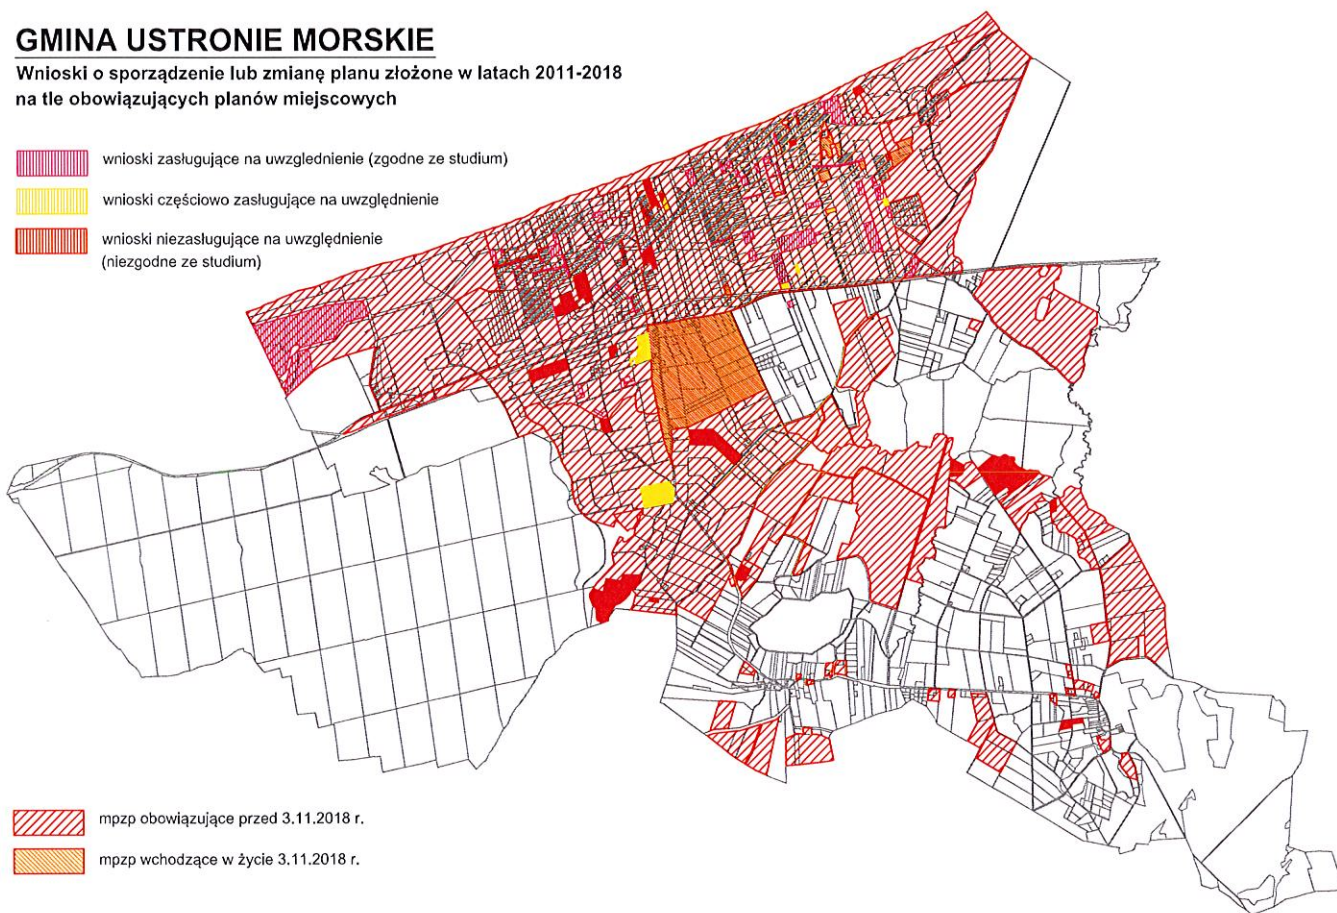 GMINA USTRONIE MORSKIE
Wnioski o sporządzenie lub zmianę planu złożone w latach 2011-2018
na tle obowiązujących planów miejscowych
wnioski zasługujące na uwzglednienie (zgodne ze studium)
wnioski częściowo zasługujące na uwzględnienie
wnioski niezasługujące na uwzględnienie
(niezgodne ze studium)
mpzp obowiązujące przed 3.11.2018 r.
mpzp wchodzące w życie 3.11.2018 r.